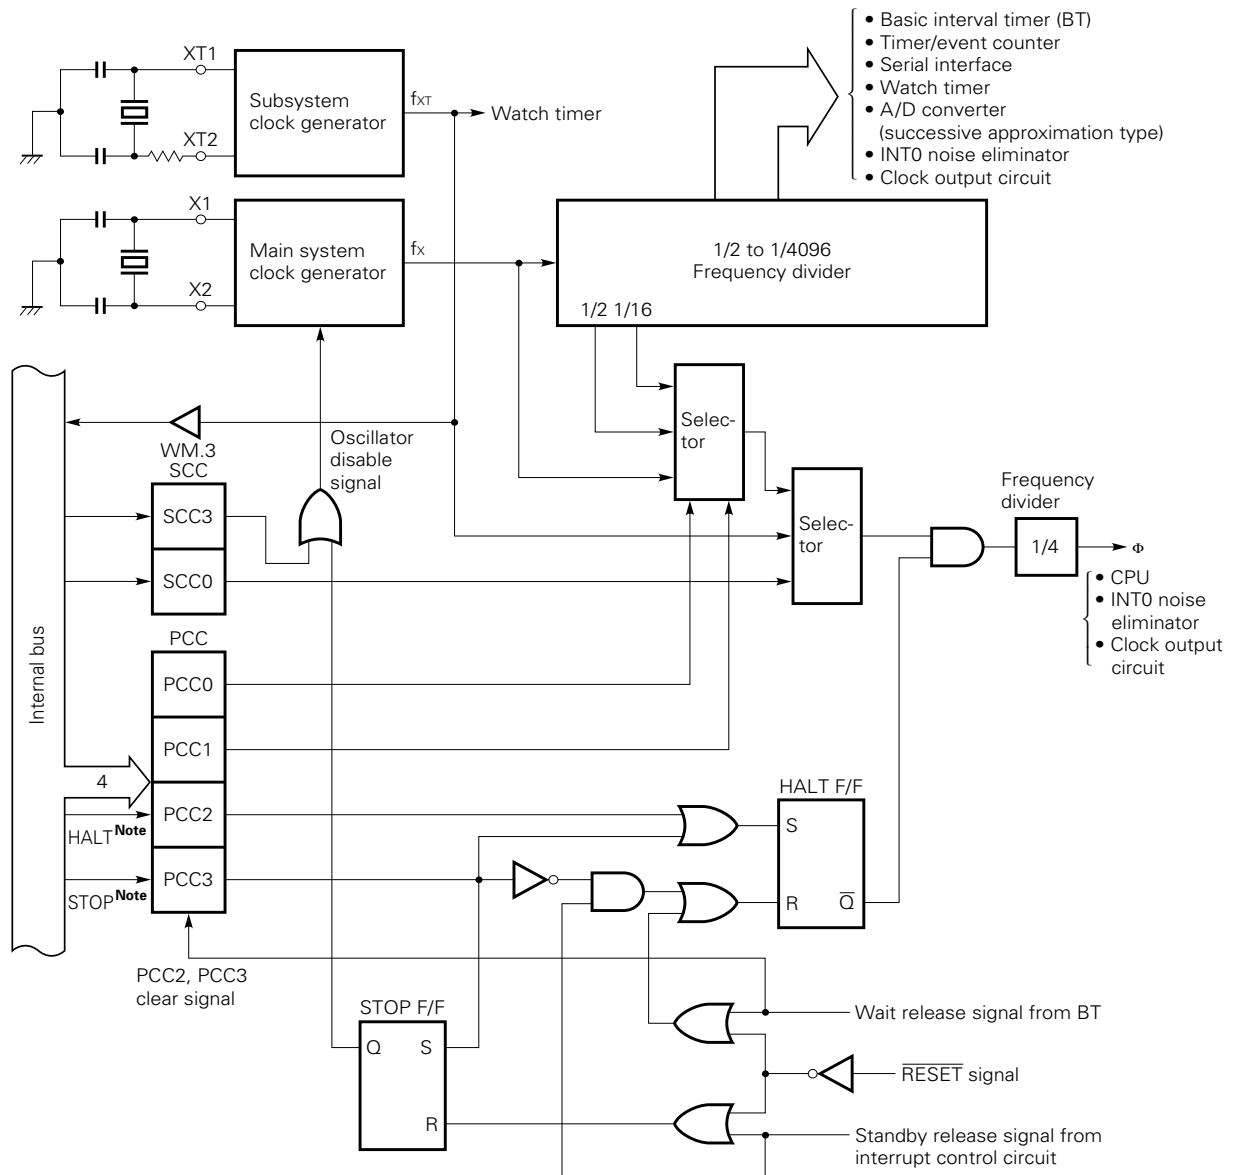 • Basic interval timer (BT)
• Timer/event counter
• Serial interface
• Watch timer
• A/D converter
(successive approximation type)
• INT0 noise eliminator
• Clock output circuit
XT1
Subsystem
clock generator
fXT
Watch timer
XT2
X1
Main system
clock generator
fX
X2
1/2 to 1/4096
Frequency divider
1/2 1/16
Selec-
tor
Oscillator
disable
signal
WM.3
SCC
SCC3
SCC0
Selec-
tor
Frequency
divider
1/4
Φ
• CPU
• INT0 noise
eliminator
• Clock output
circuit
Internal bus
PCC
PCC0
PCC1
4
PCC2
HALT Note
PCC3
STOP Note
HALT F/F
S
R
Q̅
PCC2, PCC3
clear signal
STOP F/F
Q
S
R
Wait release signal from BT
R̅E̅S̅E̅T̅ signal
Standby release signal from
interrupt control circuit